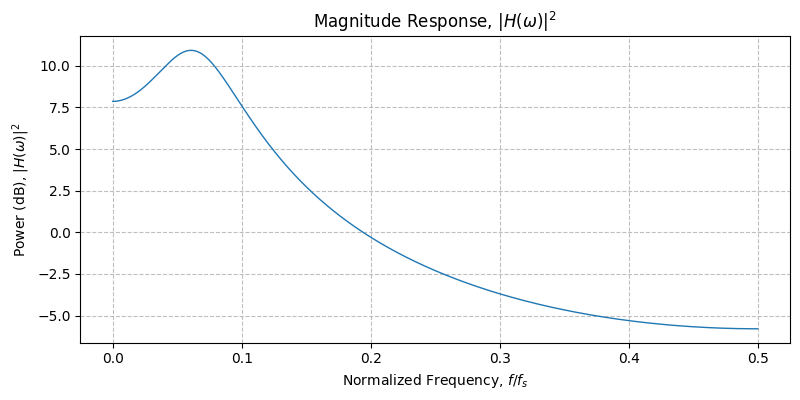 Magnitude Response, |H(ω)|²
10.0
7.5
5.0
2.5
0.0
−2.5
−5.0
Power (dB), |H(ω)|²
0.0 0.1 0.2 0.3 0.4 0.5
Normalized Frequency, f/fₛ